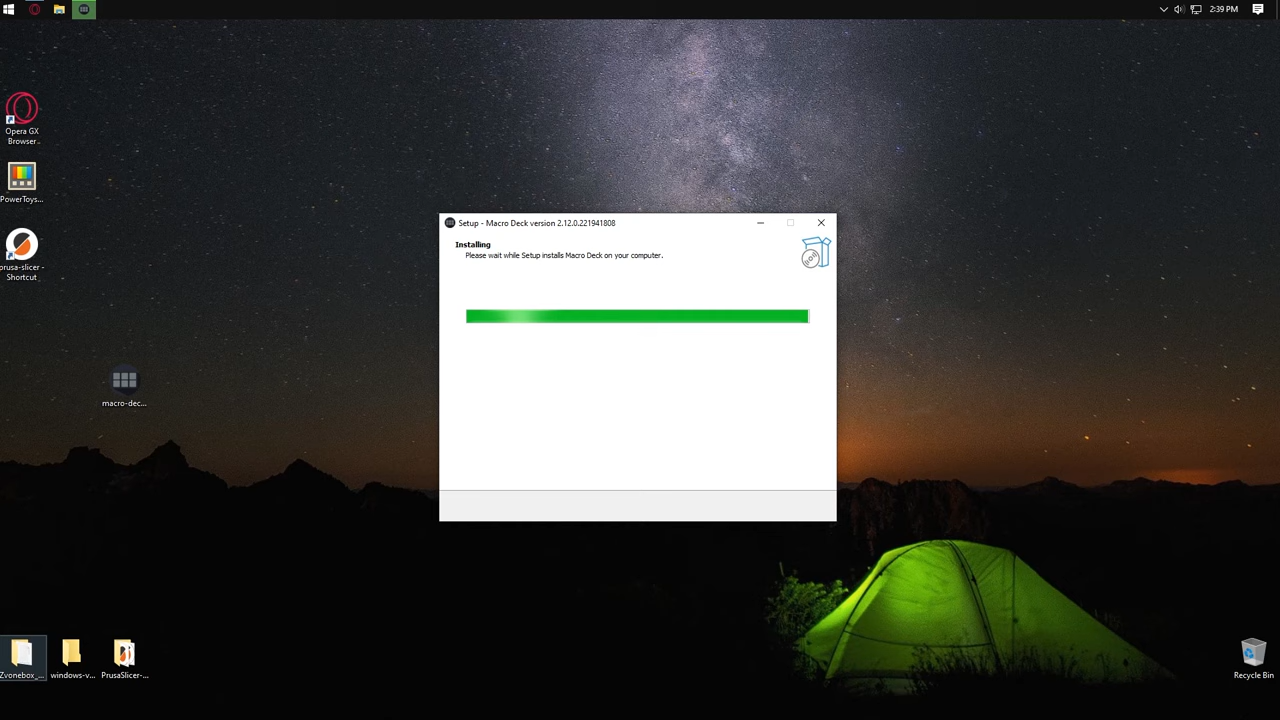 2:39 PM
Opera GX
Browser
PowerToys...
prusa-slicer -
Shortcut
macro-dec...
Setup - Macro Deck version 2.12.0.221941808
Installing
Please wait while Setup installs Macro Deck on your computer.
Zvonebox_...
windows-v...
PrusaSlicer-...
Recycle Bin